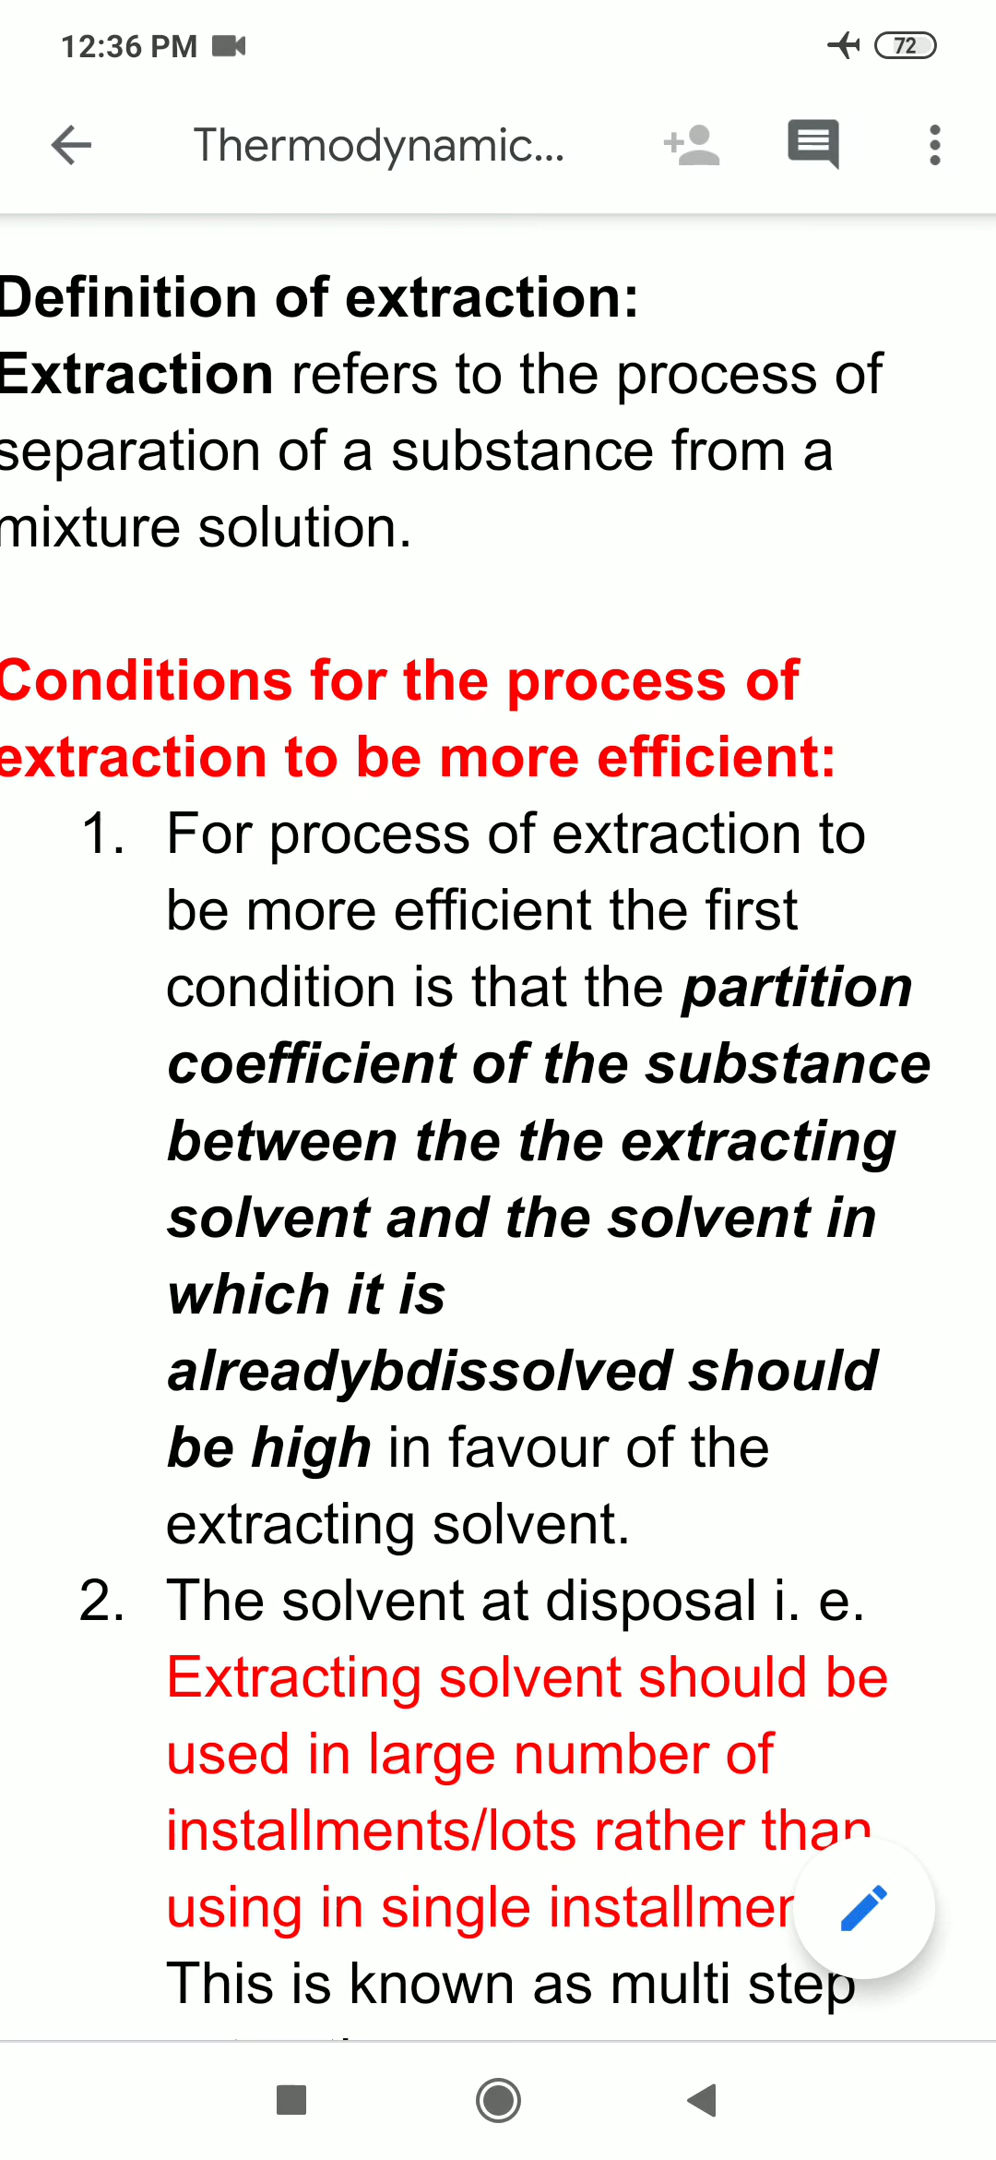 12:36 PM
72
Thermodynamic...
Definition of extraction:
Extraction refers to the process of
separation of a substance from a
mixture solution.
Conditions for the process of
extraction to be more efficient:
1. For process of extraction to
be more efficient the first
condition is that the partition
coefficient of the substance
between the the extracting
solvent and the solvent in
which it is
alreadybdissolved should
be high in favour of the
extracting solvent.
2. The solvent at disposal i. e.
Extracting solvent should be
used in large number of
installments/lots rather than
using in single
This is known as multi step